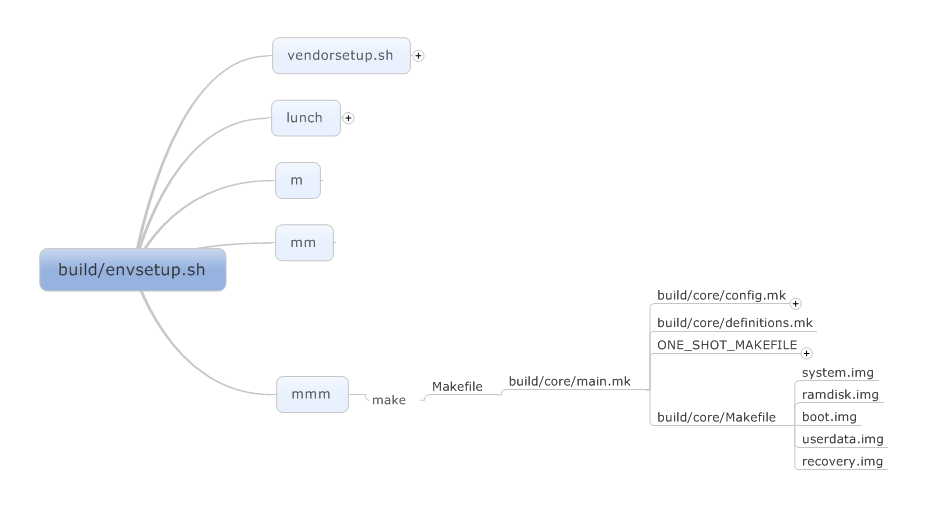 vendorsetup.sh
lunch
m
mm
build/envsetup.sh
mmm
make
Makefile
build/core/main.mk
build/core/config.mk
build/core/definitions.mk
ONE_SHOT_MAKEFILE
build/core/Makefile
system.img
ramdisk.img
boot.img
userdata.img
recovery.img